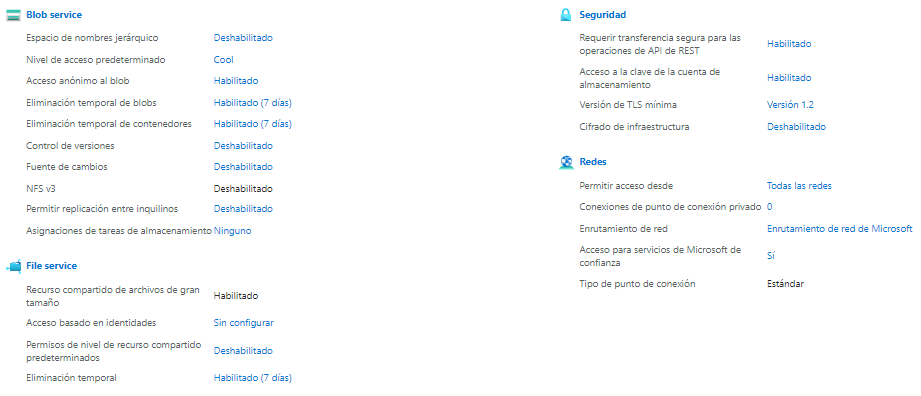 Blob service
Espacio de nombres jerárquico Deshabilitado
Nivel de acceso predeterminado Cool
Acceso anónimo al blob Habilitado
Eliminación temporal de blobs Habilitado (7 días)
Eliminación temporal de contenedores Habilitado (7 días)
Control de versiones Deshabilitado
Fuente de cambios Deshabilitado
NFS v3 Deshabilitado
Permitir replicación entre inquilinos Deshabilitado
Asignaciones de tareas de almacenamiento Ninguno
File service
Recurso compartido de archivos de gran
tamaño Habilitado
Acceso basado en identidades Sin configurar
Permisos de nivel de recurso compartido
predeterminados Deshabilitado
Eliminación temporal Habilitado (7 días)
Seguridad
Requerir transferencia segura para las
operaciones de API de REST Habilitado
Acceso a la clave de la cuenta de
almacenamiento Habilitado
Versión de TLS mínima Versión 1.2
Cifrado de infraestructura Deshabilitado
Redes
Permitir acceso desde Todas las redes
Conexiones de punto de conexión privado 0
Enrutamiento de red Enrutamiento de red de Microsoft
Acceso para servicios de Microsoft de
confianza Sí
Tipo de punto de conexión Estándar